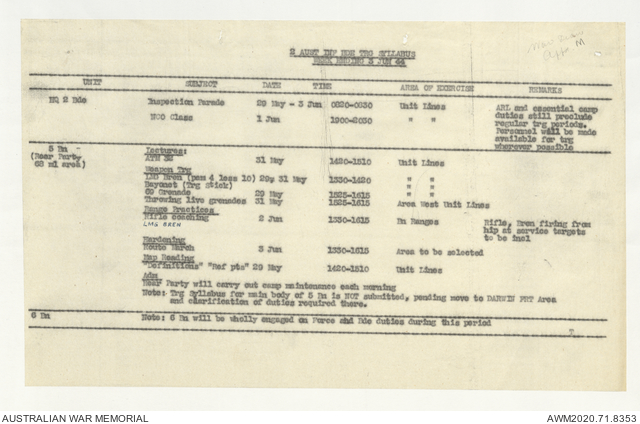 War Diary
Appx M
2 AUST INF BDE TRG SYLLABUS
WEEK ENDING 3 JUN 44
UNIT SUBJECT DATE TIME AREA OF EXERCISE REMARKS
HQ 2 Bde Inspection Parade 29 May - 3 Jun 0820-0830 Unit Lines ARL and essential camp
duties still preclude
NCO Class 1 Jun 1900-2030 " " regular trg periods.
Personnel will be made
available for trg
wherever possible
5 Bn - Lectures:
(Rear Party ATM 32 31 May 1420-1510 Unit Lines
68 ml area) Weapon Trg
LMG Bren (pam 4 less 10) 29, 31 May 1330-1420 " "
Bayonet (Trg Stick) " "
69 Grenade 29 May 1525-1615 " "
Throwing live grenades 31 May 1525-1615 Area West Unit Lines
Range Practices
Rifle coaching 2 Jun 1330-1615 Bn Ranges Rifle, Bren firing from
LMG BREN hip at service targets
to be incl
Hardening
Route March 3 Jun 1330-1615 Area to be selected
Map Reading
"Definitions" "Ref pts" 29 May 1420-1510 Unit Lines
Adm
Rear Party will carry out camp maintenance each morning
Note: Trg Syllabus for main body of 5 Bn is NOT submitted, pending move to DARWIN FRT Area
and clarification of duties required there.
6 Bn Note: 6 Bn will be wholly engaged on Force and Bde duties during this period
AUSTRALIAN WAR MEMORIAL
AWM2020.71.8353